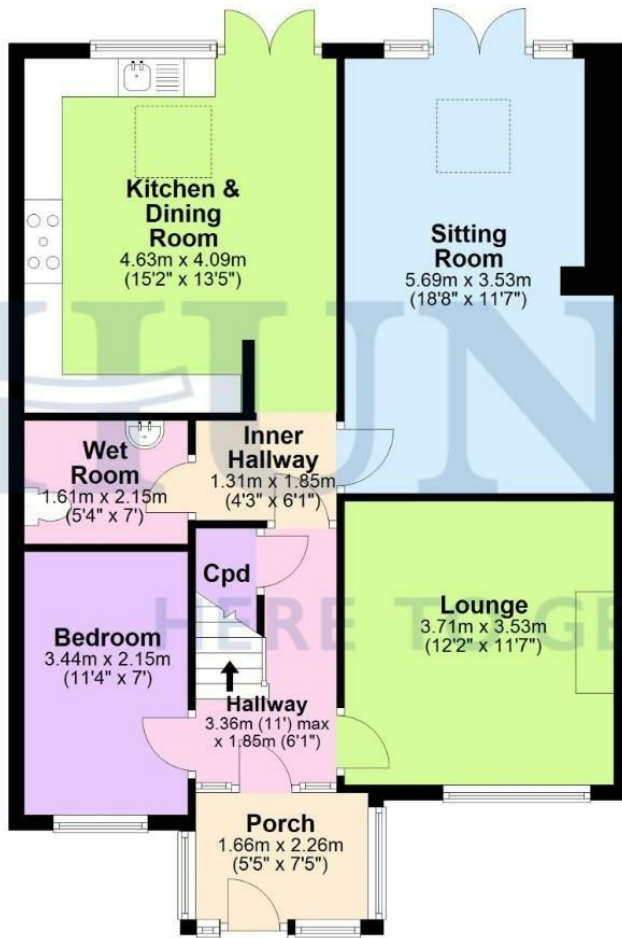 Kitchen &
Dining
Room
4.63m x 4.09m
(15'2" x 13'5")
Sitting
Room
5.69m x 3.53m
(18'8" x 11'7")
HUN
Wet
Room
1.61m x 2.15m
(5'4" x 7')
Inner
Hallway
1.31m x 1.85m
(4'3" x 6'1")
Cpd
Lounge
3.71m x 3.53m
(12'2" x 11'7")
HERE TO GE
Bedroom
3.44m x 2.15m
(11'4" x 7')
Hallway
3.36m (11') max
x 1.85m (6'1")
Porch
1.66m x 2.26m
(5'5" x 7'5")